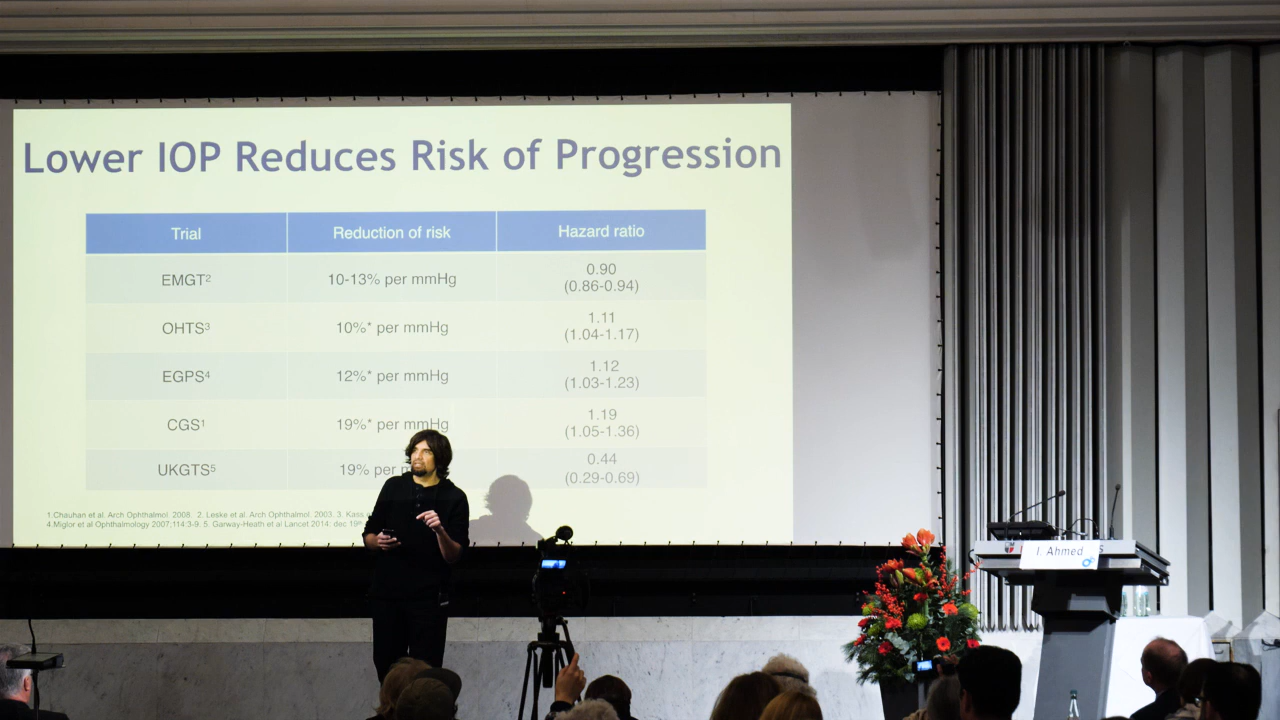 Lower IOP Reduces Risk of Progression
Trial Reduction of risk Hazard ratio
EMGT² 10-13% per mmHg 0.90
(0.86-0.94)
OHTS³ 10%* per mmHg 1.11
(1.04-1.17)
EGPS⁴ 12%* per mmHg 1.12
(1.03-1.23)
CGS¹ 19%* per mmHg 1.19
(1.05-1.36)
UKGTS⁵ 19% per 0.44
(0.29-0.69)
1.Chauhan et al. Arch Ophthalmol. 2008. 2. Leske et al. Arch Ophthalmol. 2003. 3. Kass
4.Miglor et al Ophthalmology 2007,114:3-9. 5. Garway-Heath et al Lancet 2014: dec 19th
I. Ahmed